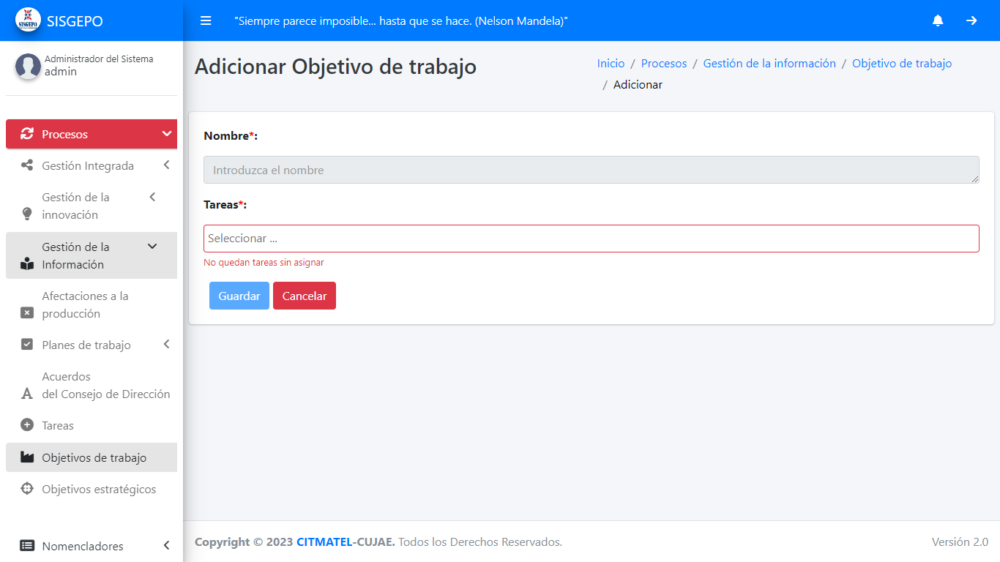 SISGEPO
SISGEPO
"Siempre parece imposible... hasta que se hace. (Nelson Mandela)"
Administrador del Sistema
admin
Procesos
Gestión Integrada
Gestión de la
innovación
Gestión de la
Información
Afectaciones a la
producción
Planes de trabajo
Acuerdos
del Consejo de Dirección
Tareas
Objetivos de trabajo
Objetivos estratégicos
Nomencladores
Adicionar Objetivo de trabajo
Inicio / Procesos / Gestión de la información / Objetivo de trabajo
/ Adicionar
Nombre*:
Introduzca el nombre
Tareas*:
Seleccionar ...
No quedan tareas sin asignar
Guardar Cancelar
Copyright © 2023 CITMATEL-CUJAE. Todos los Derechos Reservados.
Versión 2.0